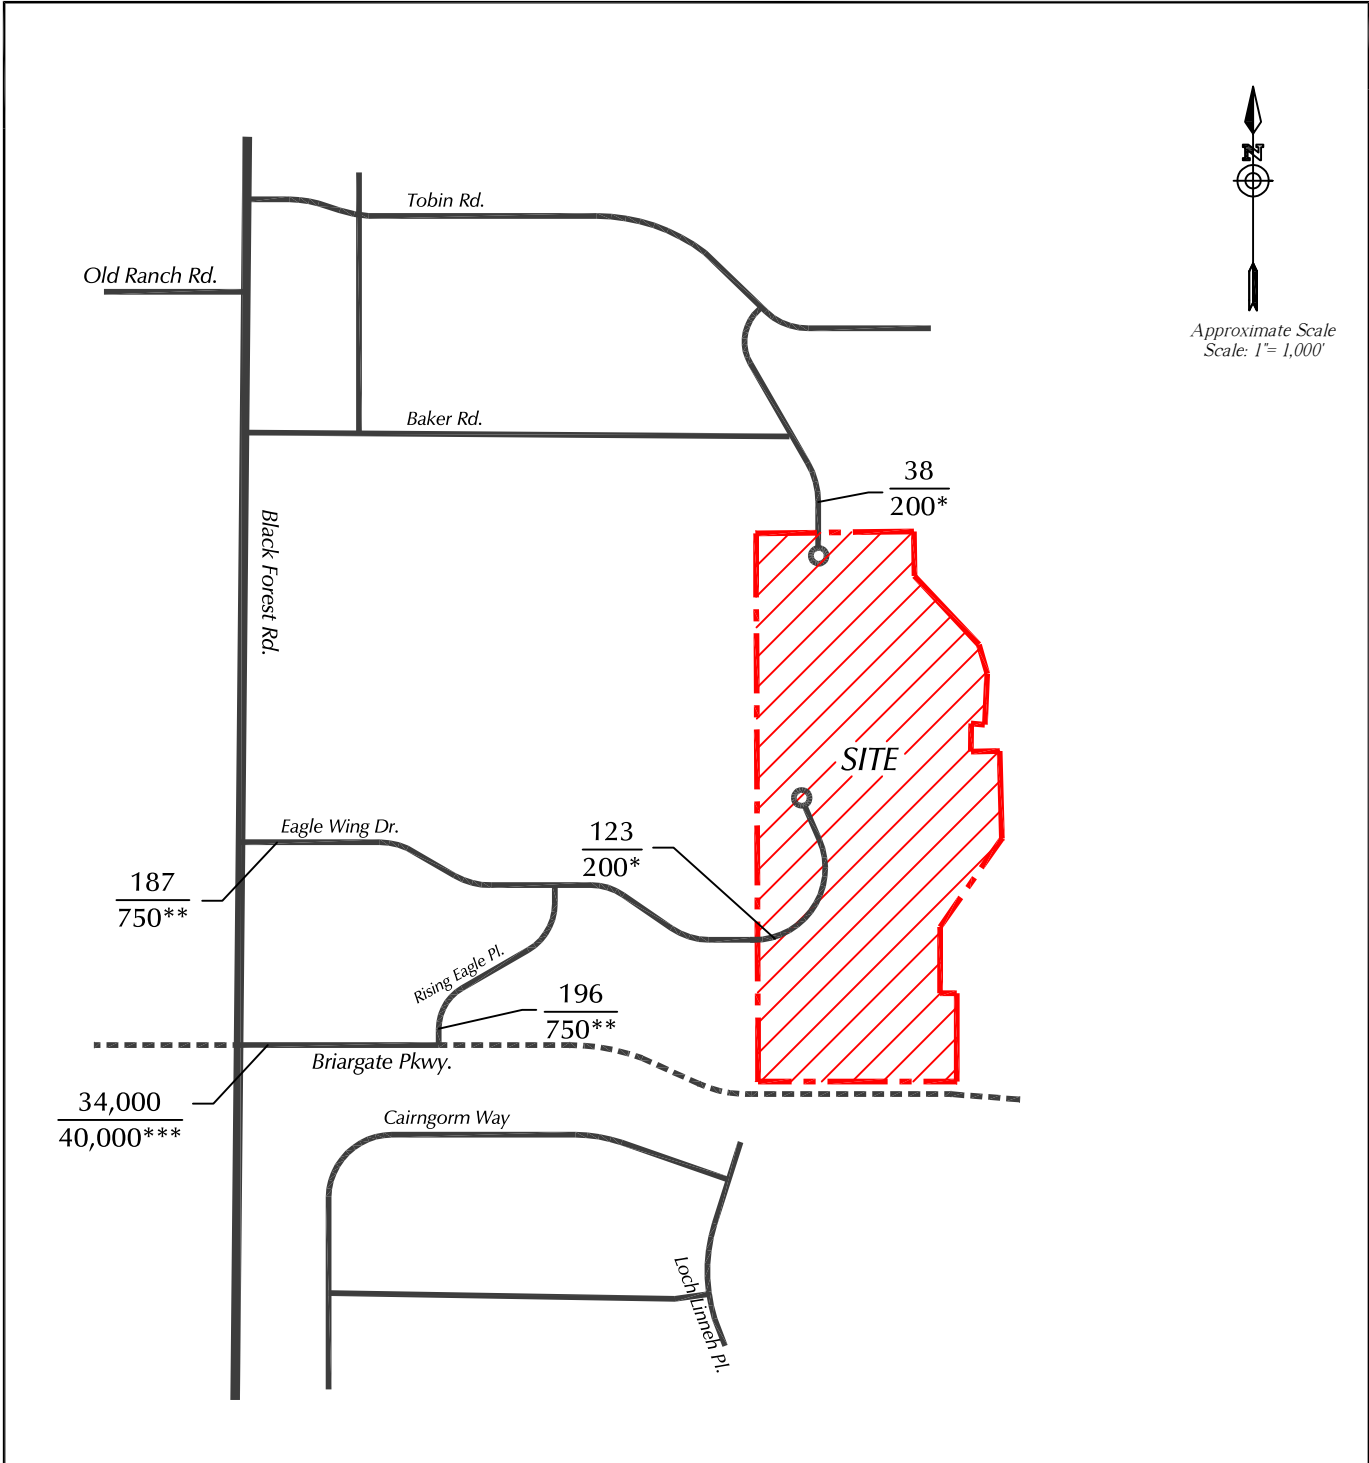 N
Approximate Scale
Scale: 1"= 1,000'
Tobin Rd.
Old Ranch Rd.
Baker Rd.
38
200*
Black Forest Rd.
SITE
Eagle Wing Dr.
123
200*
187
750**
Rising Eagle Pl.
196
750**
Briargate Pkwy.
34,000
40,000***
Cairngorm Way
Loch Linneh Pl.